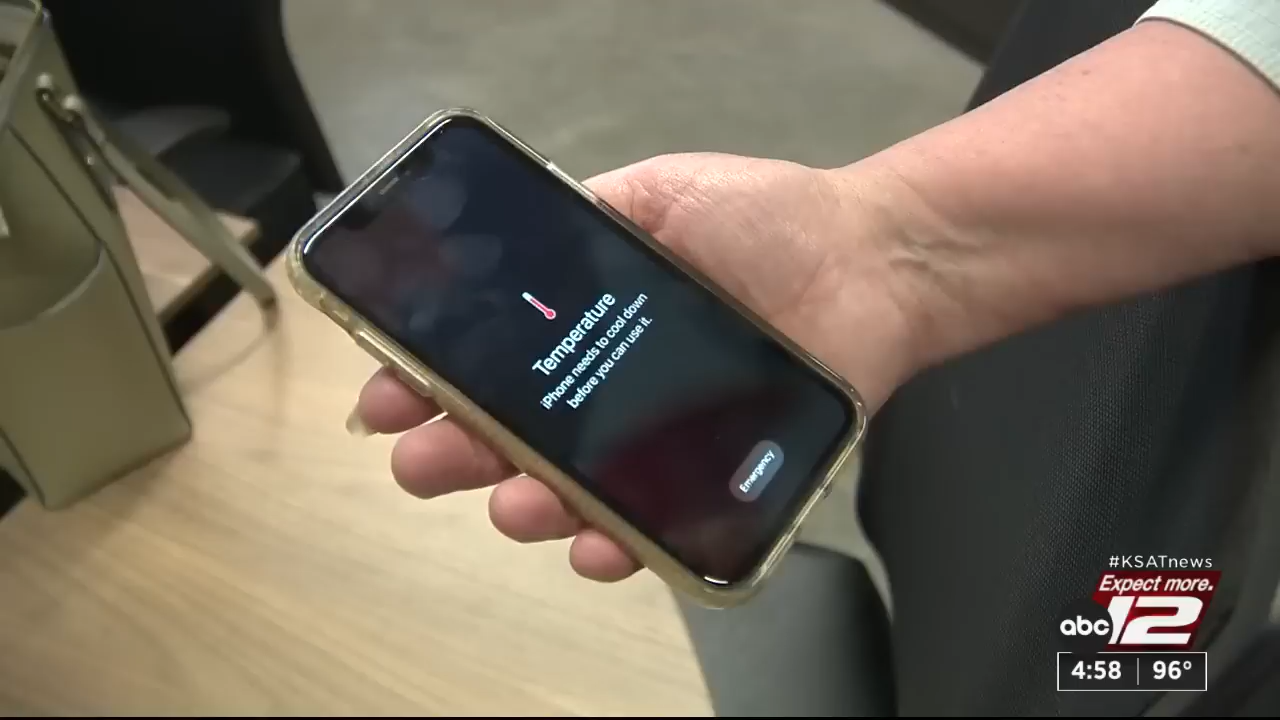 Temperature
iPhone needs to cool down
before you can use it.
Emergency
#KSATnews
Expect more.
abc 12
4:58 96°